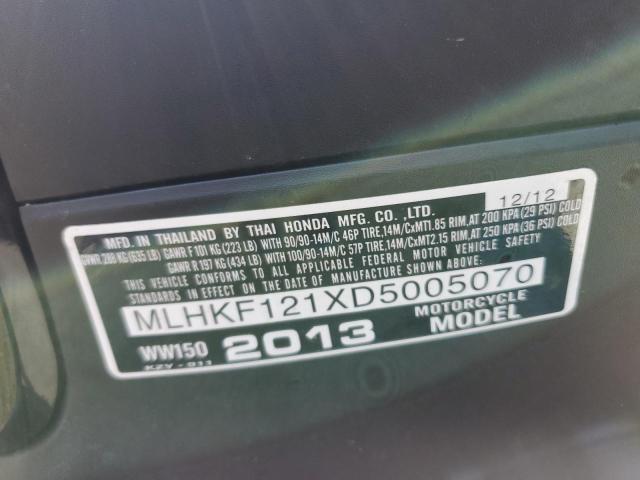 MFD. IN THAILAND BY THAI HONDA MFG. CO. ,LTD. 12/12
GVWR 288 KG (635 LB) GAWR F 101 KG (223 LB) WITH 90/90-14M/C 46P TIRE,14M/CxMT1.85 RIM,AT 200 KPA (29 PSI) COLD
GAWR R 197 KG (434 LB) WITH 100/90-14M/C 57P TIRE,14M/CxMT2.15 RIM,AT 250 KPA (36 PSI) COLD
THIS VEHICLE CONFORMS TO ALL APPLICABLE FEDERAL MOTOR VEHICLE SAFETY
STANDARDS IN EFFECT ON THE DATE OF MANUFACTURE SHOWN ABOVE.
MLHKF121XD5005070
WW150 2013 MOTORCYCLE
KZY-911 MODEL